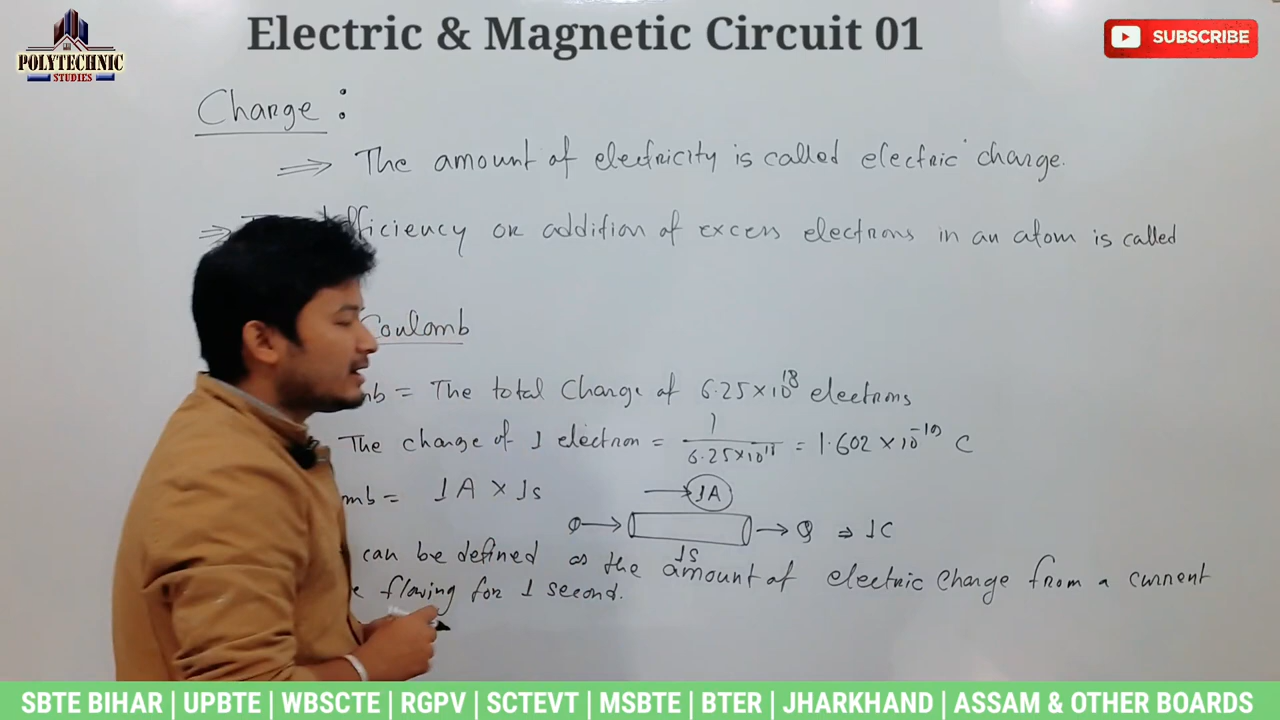 Electric & Magnetic Circuit 01
POLYTECHNIC
STUDIES
SUBSCRIBE
Charge :
⇒ The amount of electricity is called electric charge.
⇒ efficiency or addition of excess electrons in an atom is called
Coulomb
mb = The total Charge of 6.25×10¹⁸ electrons
The charge of 1 electron = 1/6.25×10¹⁸ = 1.602 ×10⁻¹⁹ C
mb = 1A × 1s
→ 1A
Φ → → Q ⇒ 1C
1s
can be defined as the amount of electric charge from a current
flowing for 1 second.
SBTE BIHAR | UPBTE | WBSCTE | RGPV | SCTEVT | MSBTE | BTER | JHARKHAND | ASSAM & OTHER BOARDS